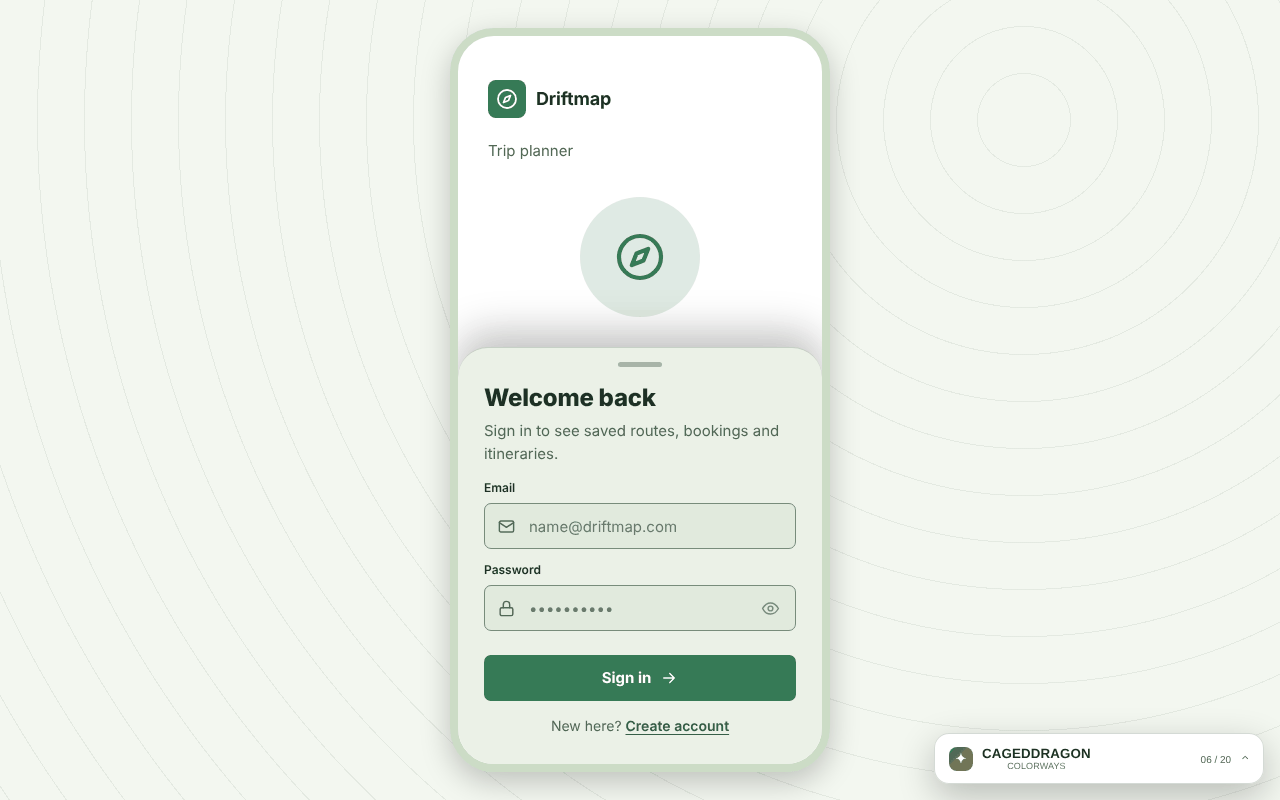 Driftmap
Trip planner
Welcome back
Sign in to see saved routes, bookings and
itineraries.
Email
name@driftmap.com
Password
••••••••••
Sign in →
New here? Create account
CAGEDDRAGON
COLORWAYS
06 / 20